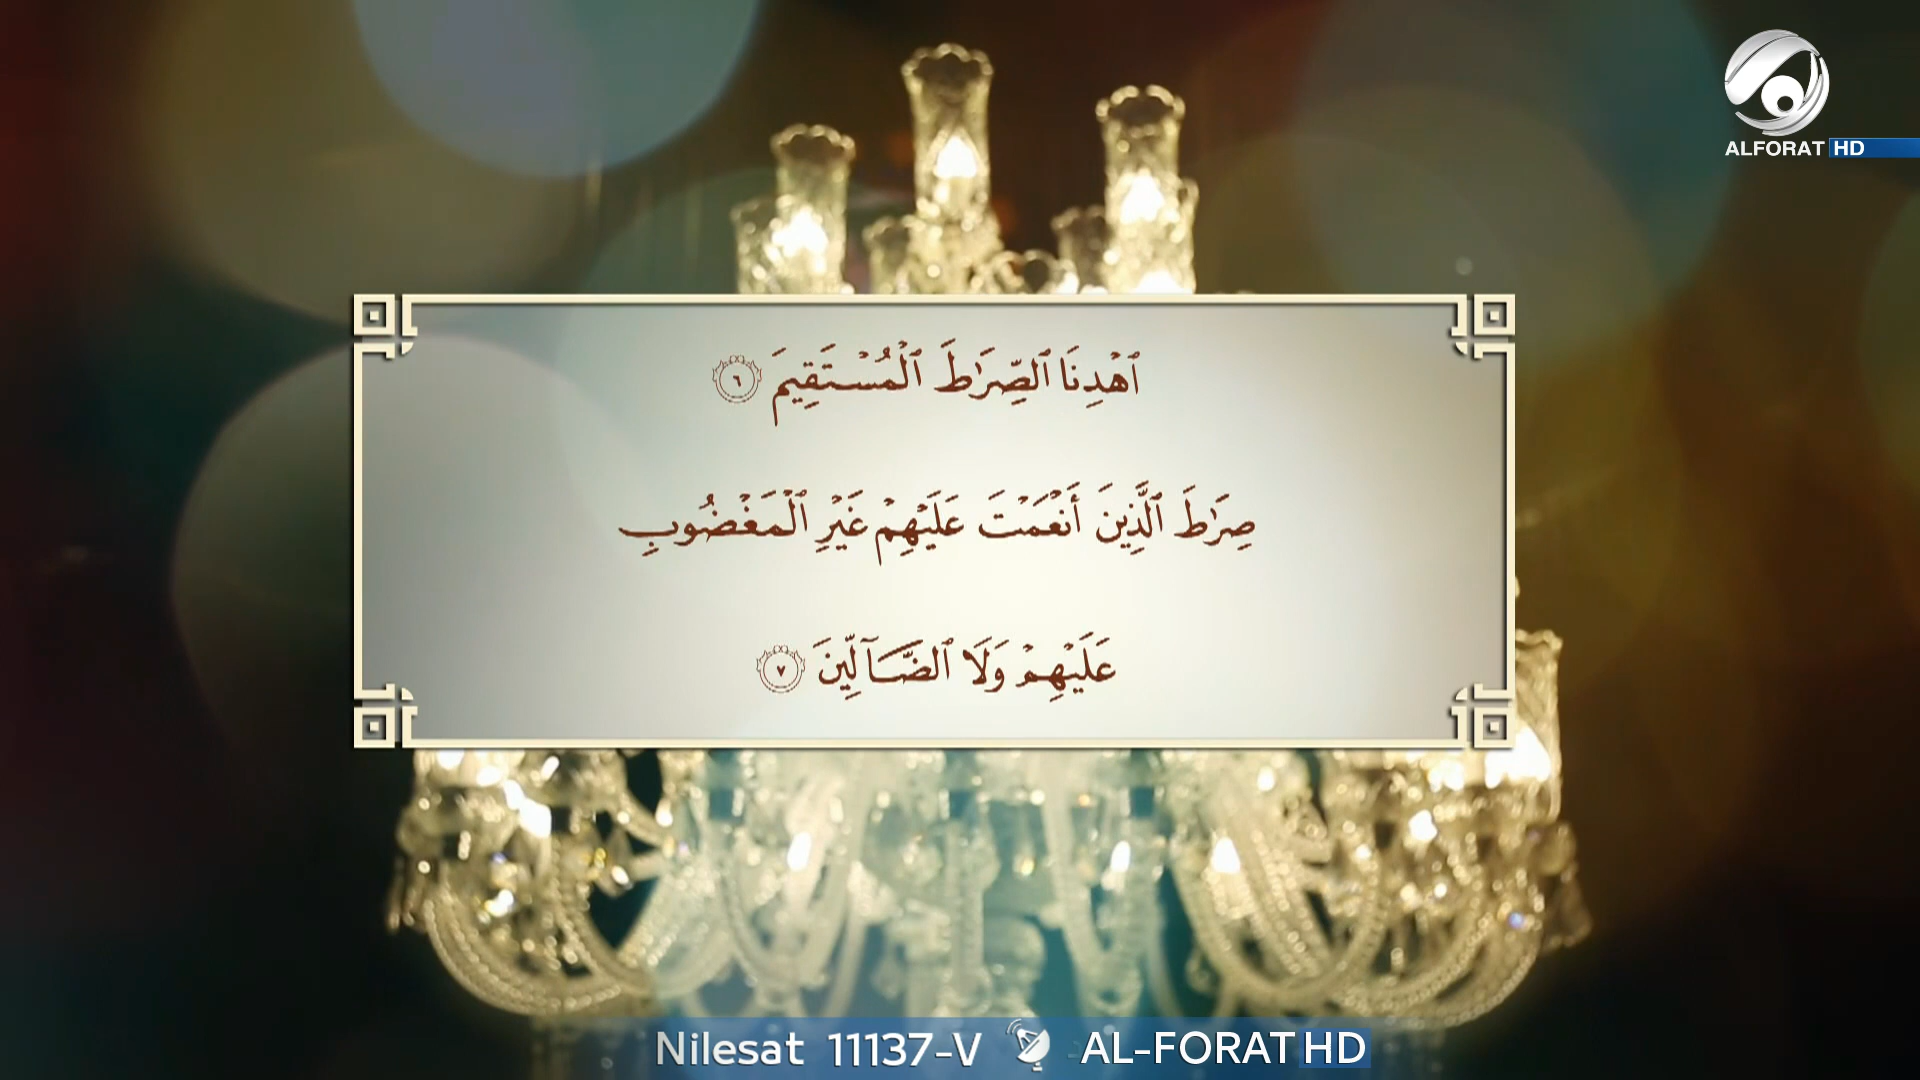 ALFORAT HD
ٱهْدِنَا ٱلصِّرَٰطَ ٱلْمُسْتَقِيمَ ٦
صِرَٰطَ ٱلَّذِينَ أَنْعَمْتَ عَلَيْهِمْ غَيْرِ ٱلْمَغْضُوبِ
عَلَيْهِمْ وَلَا ٱلضَّآلِّينَ ٧
Nilesat 11137-V AL-FORAT HD